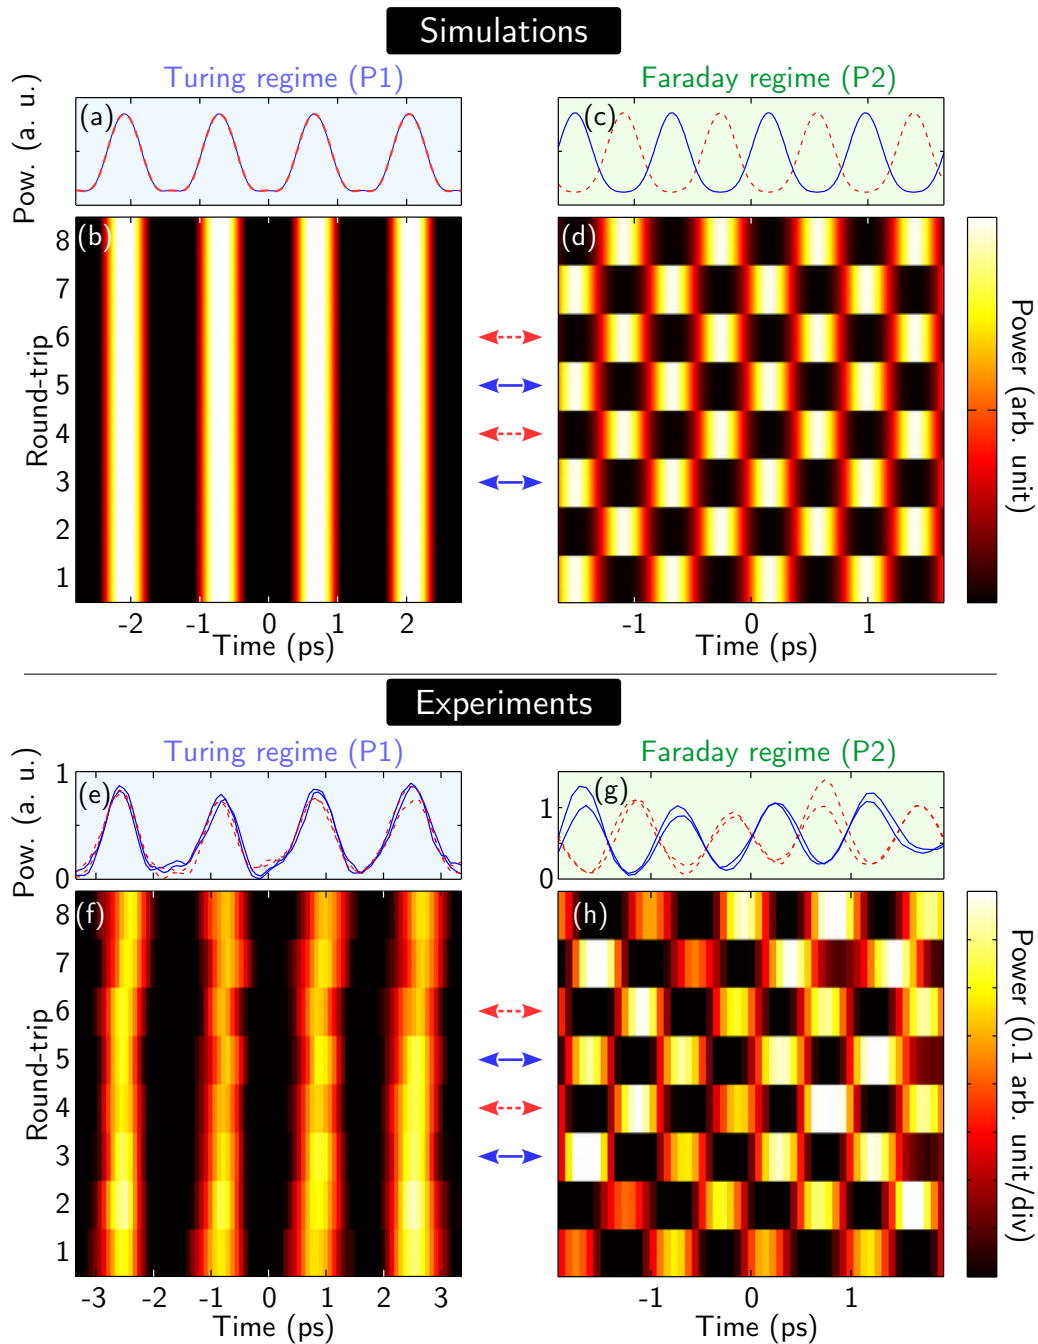 Simulations
Turing regime (P1)
Faraday regime (P2)
Pow. (a. u.)
(a)
(c)
(b)
(d)
8
7
6
5
4
3
2
1
Round-trip
Power (arb. unit)
-2 -1 0 1 2
Time (ps)
-1 0 1
Time (ps)
Experiments
Turing regime (P1)
Faraday regime (P2)
Pow. (a. u.)
1
0
(e)
1
0
(g)
(f)
(h)
8
7
6
5
4
3
2
1
Round-trip
Power (0.1 arb. unit/div)
-3 -2 -1 0 1 2 3
Time (ps)
-1 0 1
Time (ps)